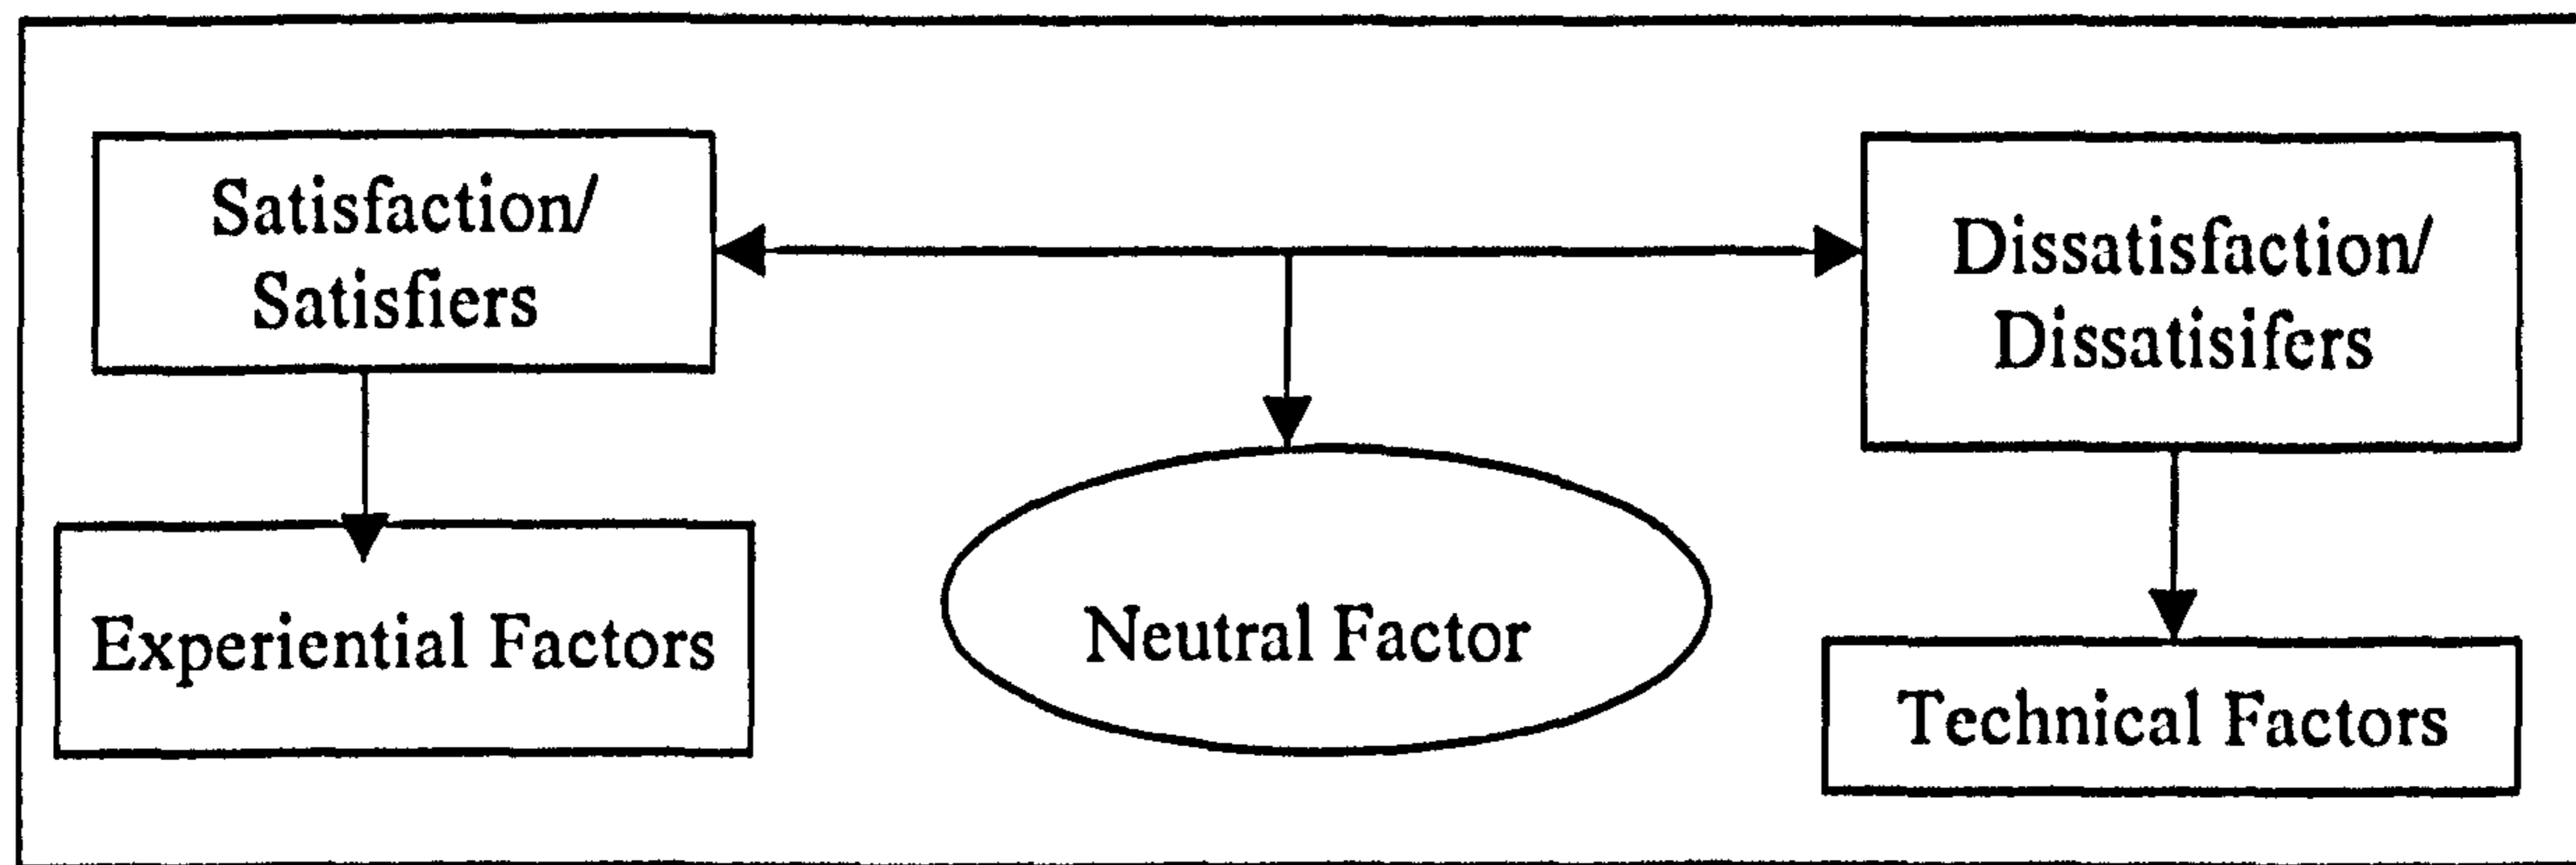 Satisfaction/
Satisfiers
Dissatisfaction/
Dissatisifers
Experiential Factors
Neutral Factor
Technical Factors